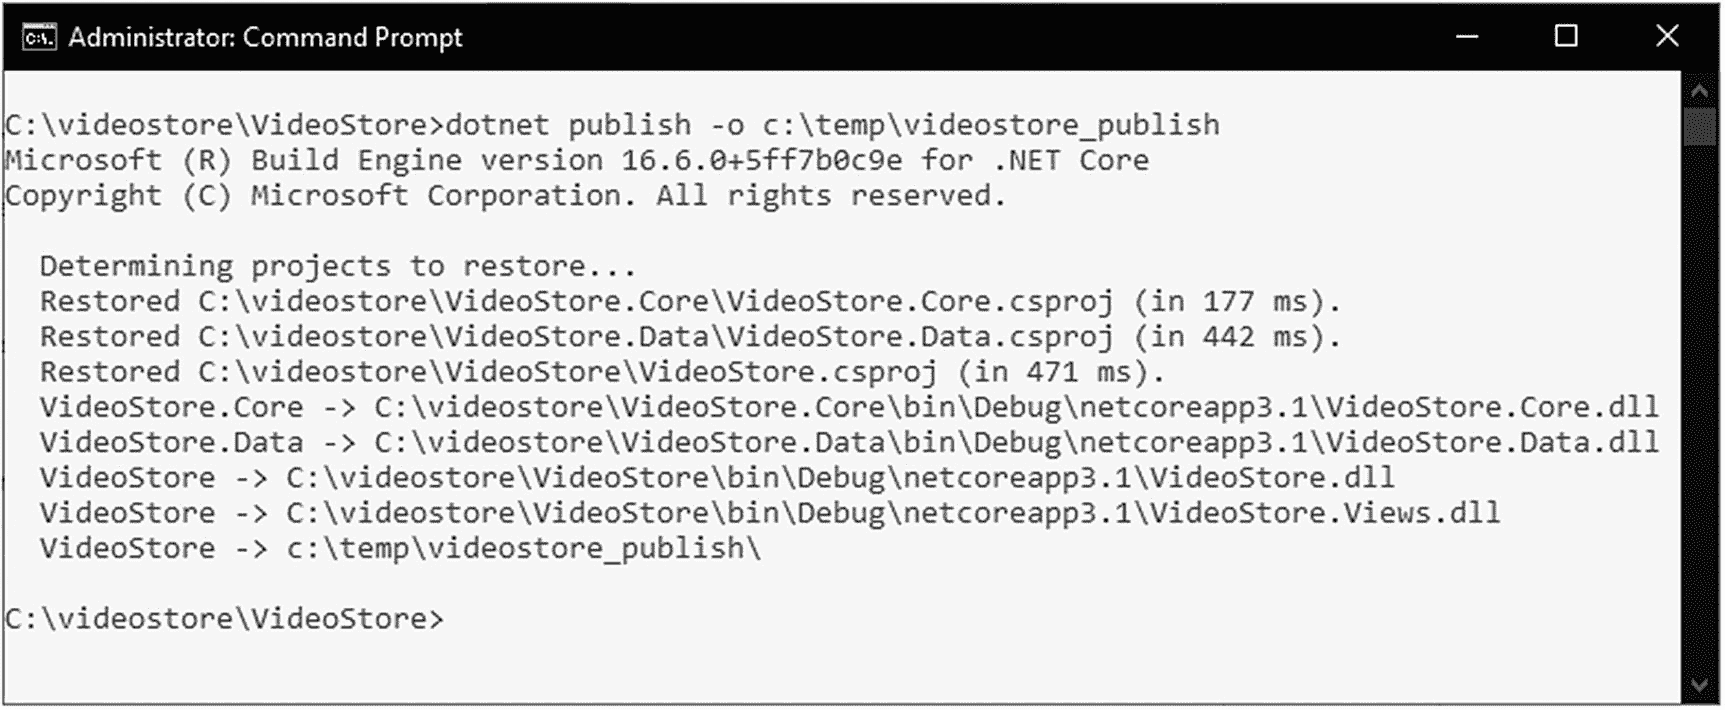 Administrator: Command Prompt
C:\videostore\VideoStore>dotnet publish -o c:\temp\videostore_publish
Microsoft (R) Build Engine version 16.6.0+5ff7b0c9e for .NET Core
Copyright (C) Microsoft Corporation. All rights reserved.
Determining projects to restore...
Restored C:\videostore\VideoStore.Core\VideoStore.Core.csproj (in 177 ms).
Restored C:\videostore\VideoStore.Data\VideoStore.Data.csproj (in 442 ms).
Restored C:\videostore\VideoStore\VideoStore.csproj (in 471 ms).
VideoStore.Core -> C:\videostore\VideoStore.Core\bin\Debug\netcoreapp3.1\VideoStore.Core.dll
VideoStore.Data -> C:\videostore\VideoStore.Data\bin\Debug\netcoreapp3.1\VideoStore.Data.dll
VideoStore -> C:\videostore\VideoStore\bin\Debug\netcoreapp3.1\VideoStore.dll
VideoStore -> C:\videostore\VideoStore\bin\Debug\netcoreapp3.1\VideoStore.Views.dll
VideoStore -> c:\temp\videostore_publish\
C:\videostore\VideoStore>